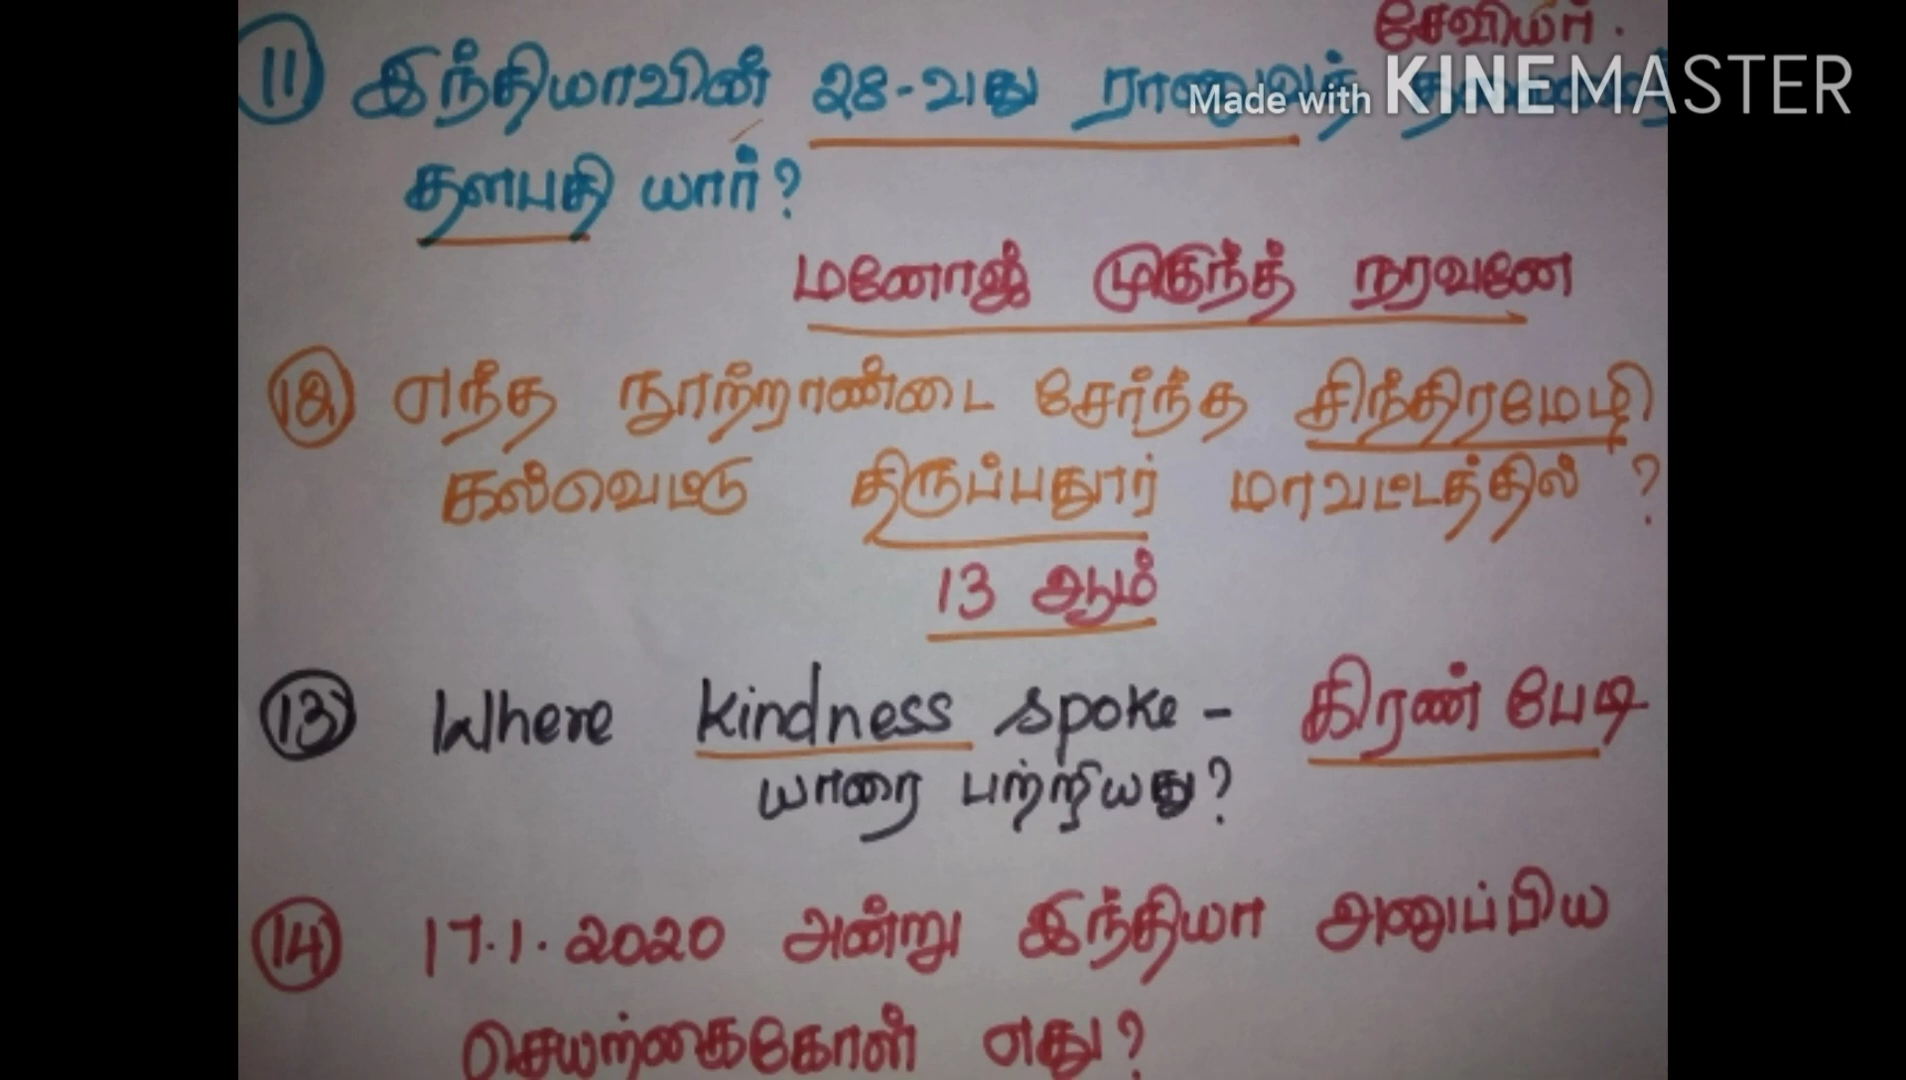 சேவியர்.
Made with KINEMASTER
11 இந்தியாவின் 28-வது ராணுவத்
தளபதி யார்?
மனோஜ் முகுந்த் நரவனே
12 எந்த நூற்றாண்டை சேர்ந்த சித்திரமேழி
கல்வெட்டு திருப்பதூர் மாவட்டத்தில் ?
13 ஆம்
13 Where kindness spoke - கிரண் பேடி
யாரை பற்றியது?
14 17.1.2020 அன்று இந்தியா அனுப்பிய
செயற்கைகோள் எது?